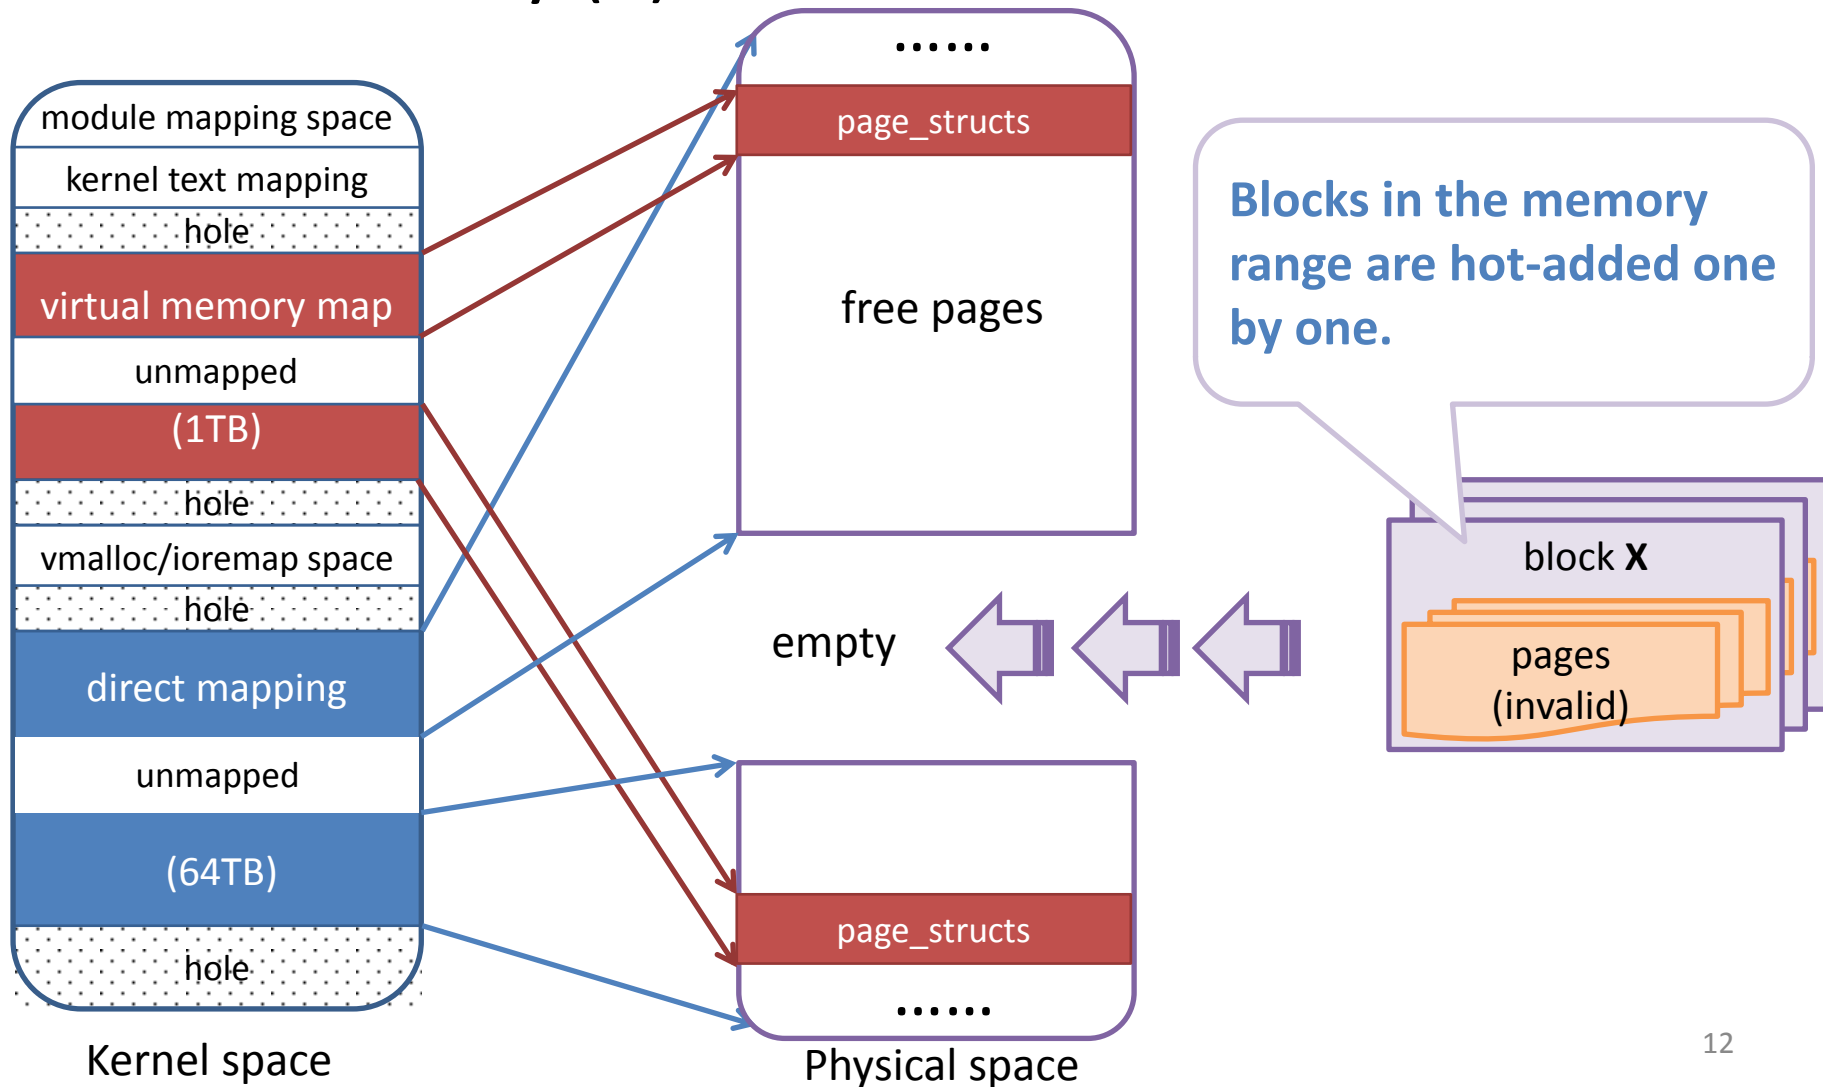 module mapping space
kernel text mapping
hole
virtual memory map
unmapped
(1TB)
hole
vmalloc/ioremap space
hole
direct mapping
unmapped
(64TB)
hole
Kernel space
......
page_structs
free pages
empty
page_structs
......
Physical space
Blocks in the memory
range are hot-added one
by one.
block X
pages
(invalid)
12